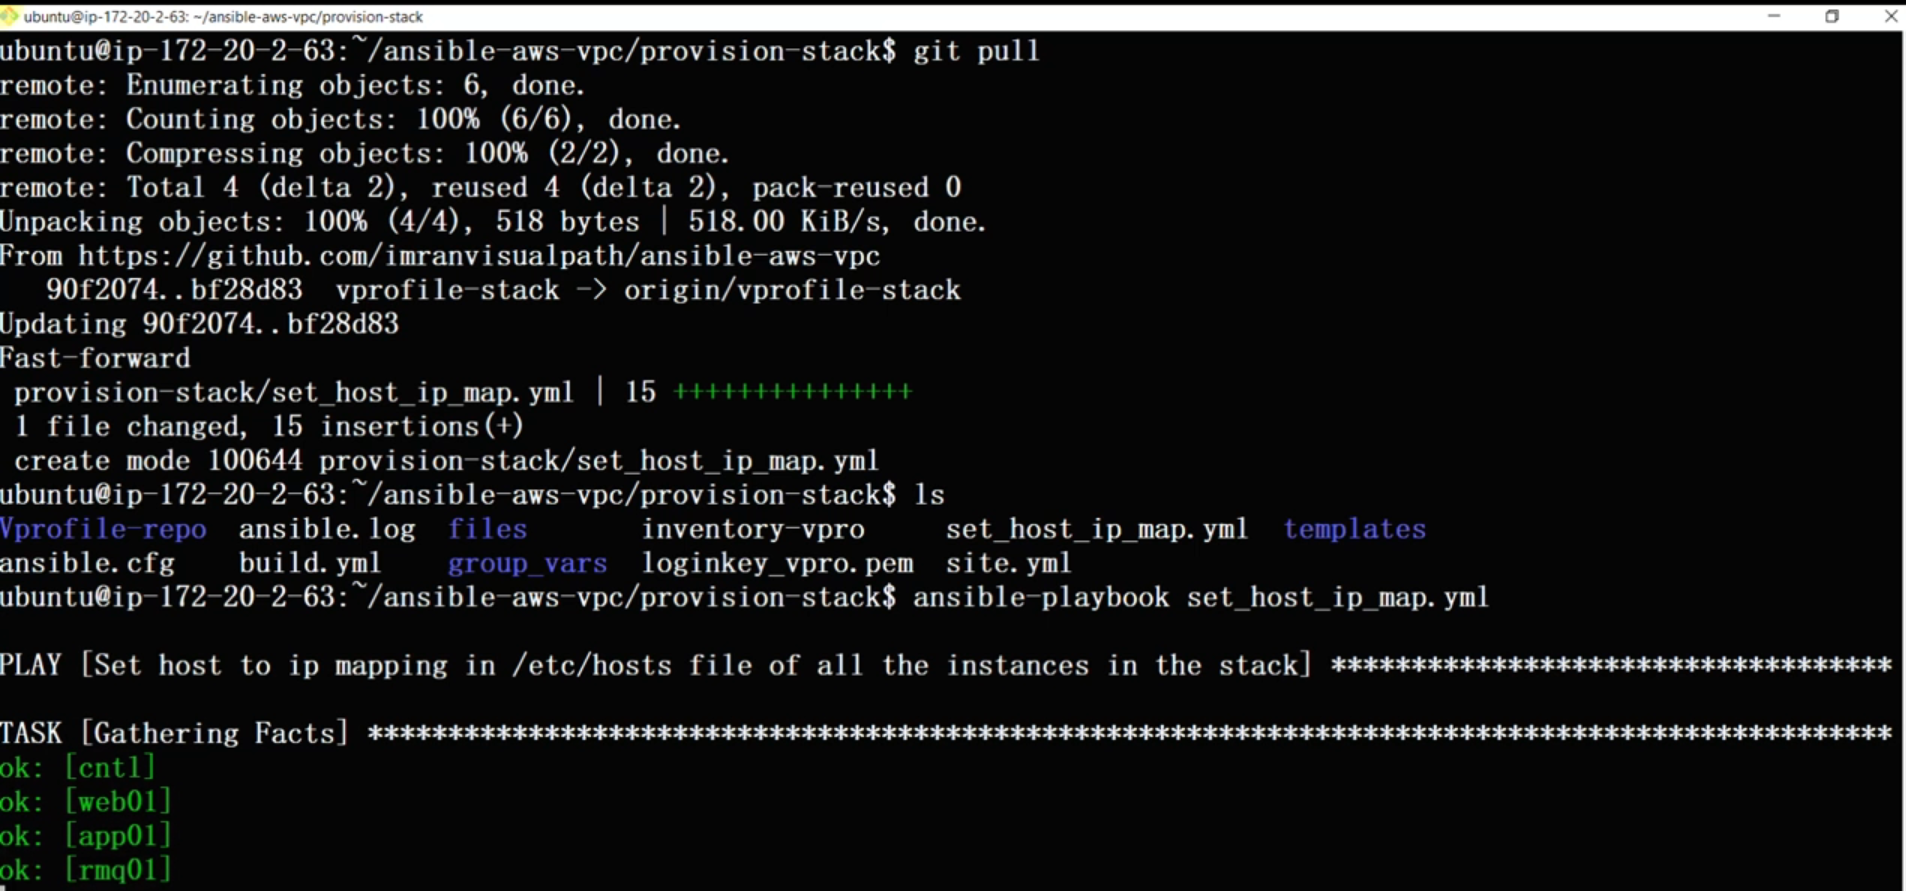 ubuntu@ip-172-20-2-63: ~/ansible-aws-vpc/provision-stack
ubuntu@ip-172-20-2-63:~/ansible-aws-vpc/provision-stack$ git pull
remote: Enumerating objects: 6, done.
remote: Counting objects: 100% (6/6), done.
remote: Compressing objects: 100% (2/2), done.
remote: Total 4 (delta 2), reused 4 (delta 2), pack-reused 0
Unpacking objects: 100% (4/4), 518 bytes | 518.00 KiB/s, done.
From https://github.com/imranvisualpath/ansible-aws-vpc
   90f2074..bf28d83  vprofile-stack -> origin/vprofile-stack
Updating 90f2074..bf28d83
Fast-forward
 provision-stack/set_host_ip_map.yml | 15 +++++++++++++++
 1 file changed, 15 insertions(+)
 create mode 100644 provision-stack/set_host_ip_map.yml
ubuntu@ip-172-20-2-63:~/ansible-aws-vpc/provision-stack$ ls
Vprofile-repo  ansible.log  files       inventory-vpro     set_host_ip_map.yml  templates
ansible.cfg    build.yml    group_vars  loginkey_vpro.pem  site.yml
ubuntu@ip-172-20-2-63:~/ansible-aws-vpc/provision-stack$ ansible-playbook set_host_ip_map.yml
PLAY [Set host to ip mapping in /etc/hosts file of all the instances in the stack] ***********************************
TASK [Gathering Facts] ***********************************************************************************************
ok: [cntl]
ok: [web01]
ok: [app01]
ok: [rmq01]